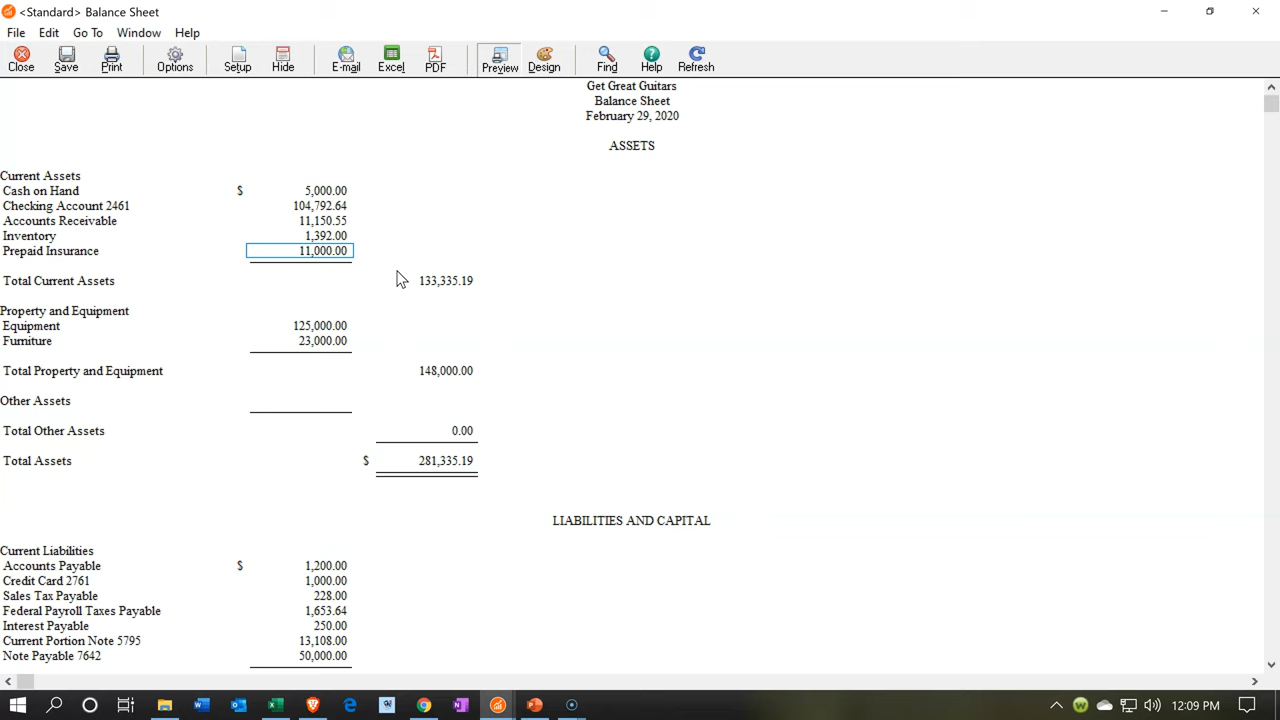 <Standard> Balance Sheet
File Edit Go To Window Help
Close Save Print Options Setup Hide E-mail Excel PDF Preview Design Find Help Refresh
Get Great Guitars
Balance Sheet
February 29, 2020
ASSETS
Current Assets
Cash on Hand $ 5,000.00
Checking Account 2461 104,792.64
Accounts Receivable 11,150.55
Inventory 1,392.00
Prepaid Insurance 11,000.00
Total Current Assets 133,335.19
Property and Equipment
Equipment 125,000.00
Furniture 23,000.00
Total Property and Equipment 148,000.00
Other Assets
Total Other Assets 0.00
Total Assets $ 281,335.19
LIABILITIES AND CAPITAL
Current Liabilities
Accounts Payable $ 1,200.00
Credit Card 2761 1,000.00
Sales Tax Payable 228.00
Federal Payroll Taxes Payable 1,653.64
Interest Payable 250.00
Current Portion Note 5795 13,108.00
Note Payable 7642 50,000.00
12:09 PM